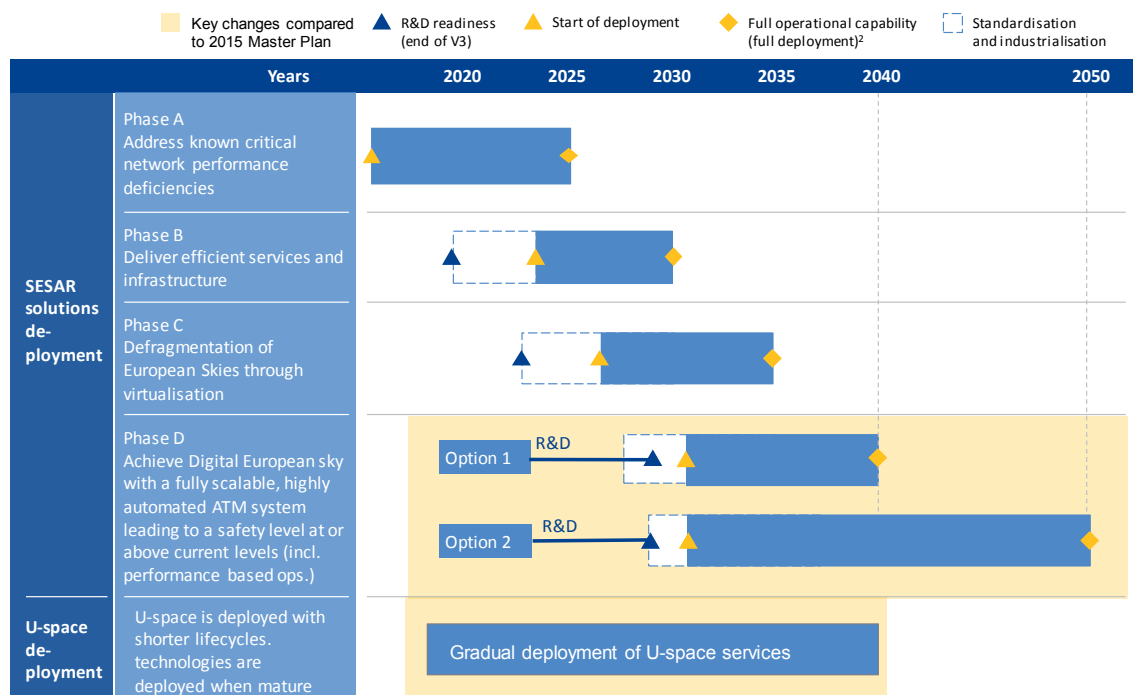 Key changes compared
to 2015 Master Plan
R&D readiness
(end of V3)
Start of deployment
Full operational capability
(full deployment)²
Standardisation
and industrialisation
Years
2020
2025
2030
2035
2040
2050
SESAR
solutions
de-
ployment
Phase A
Address known critical
network performance
deficiencies
Phase B
Deliver efficient services and
infrastructure
Phase C
Defragmentation of
European Skies through
virtualisation
Phase D
Achieve Digital European sky
with a fully scalable, highly
automated ATM system
leading to a safety level at or
above current levels (incl.
performance based ops.)
Option 1
R&D
Option 2
R&D
U-space
de-
ployment
U-space is deployed with
shorter lifecycles.
technologies are
deployed when mature
Gradual deployment of U-space services